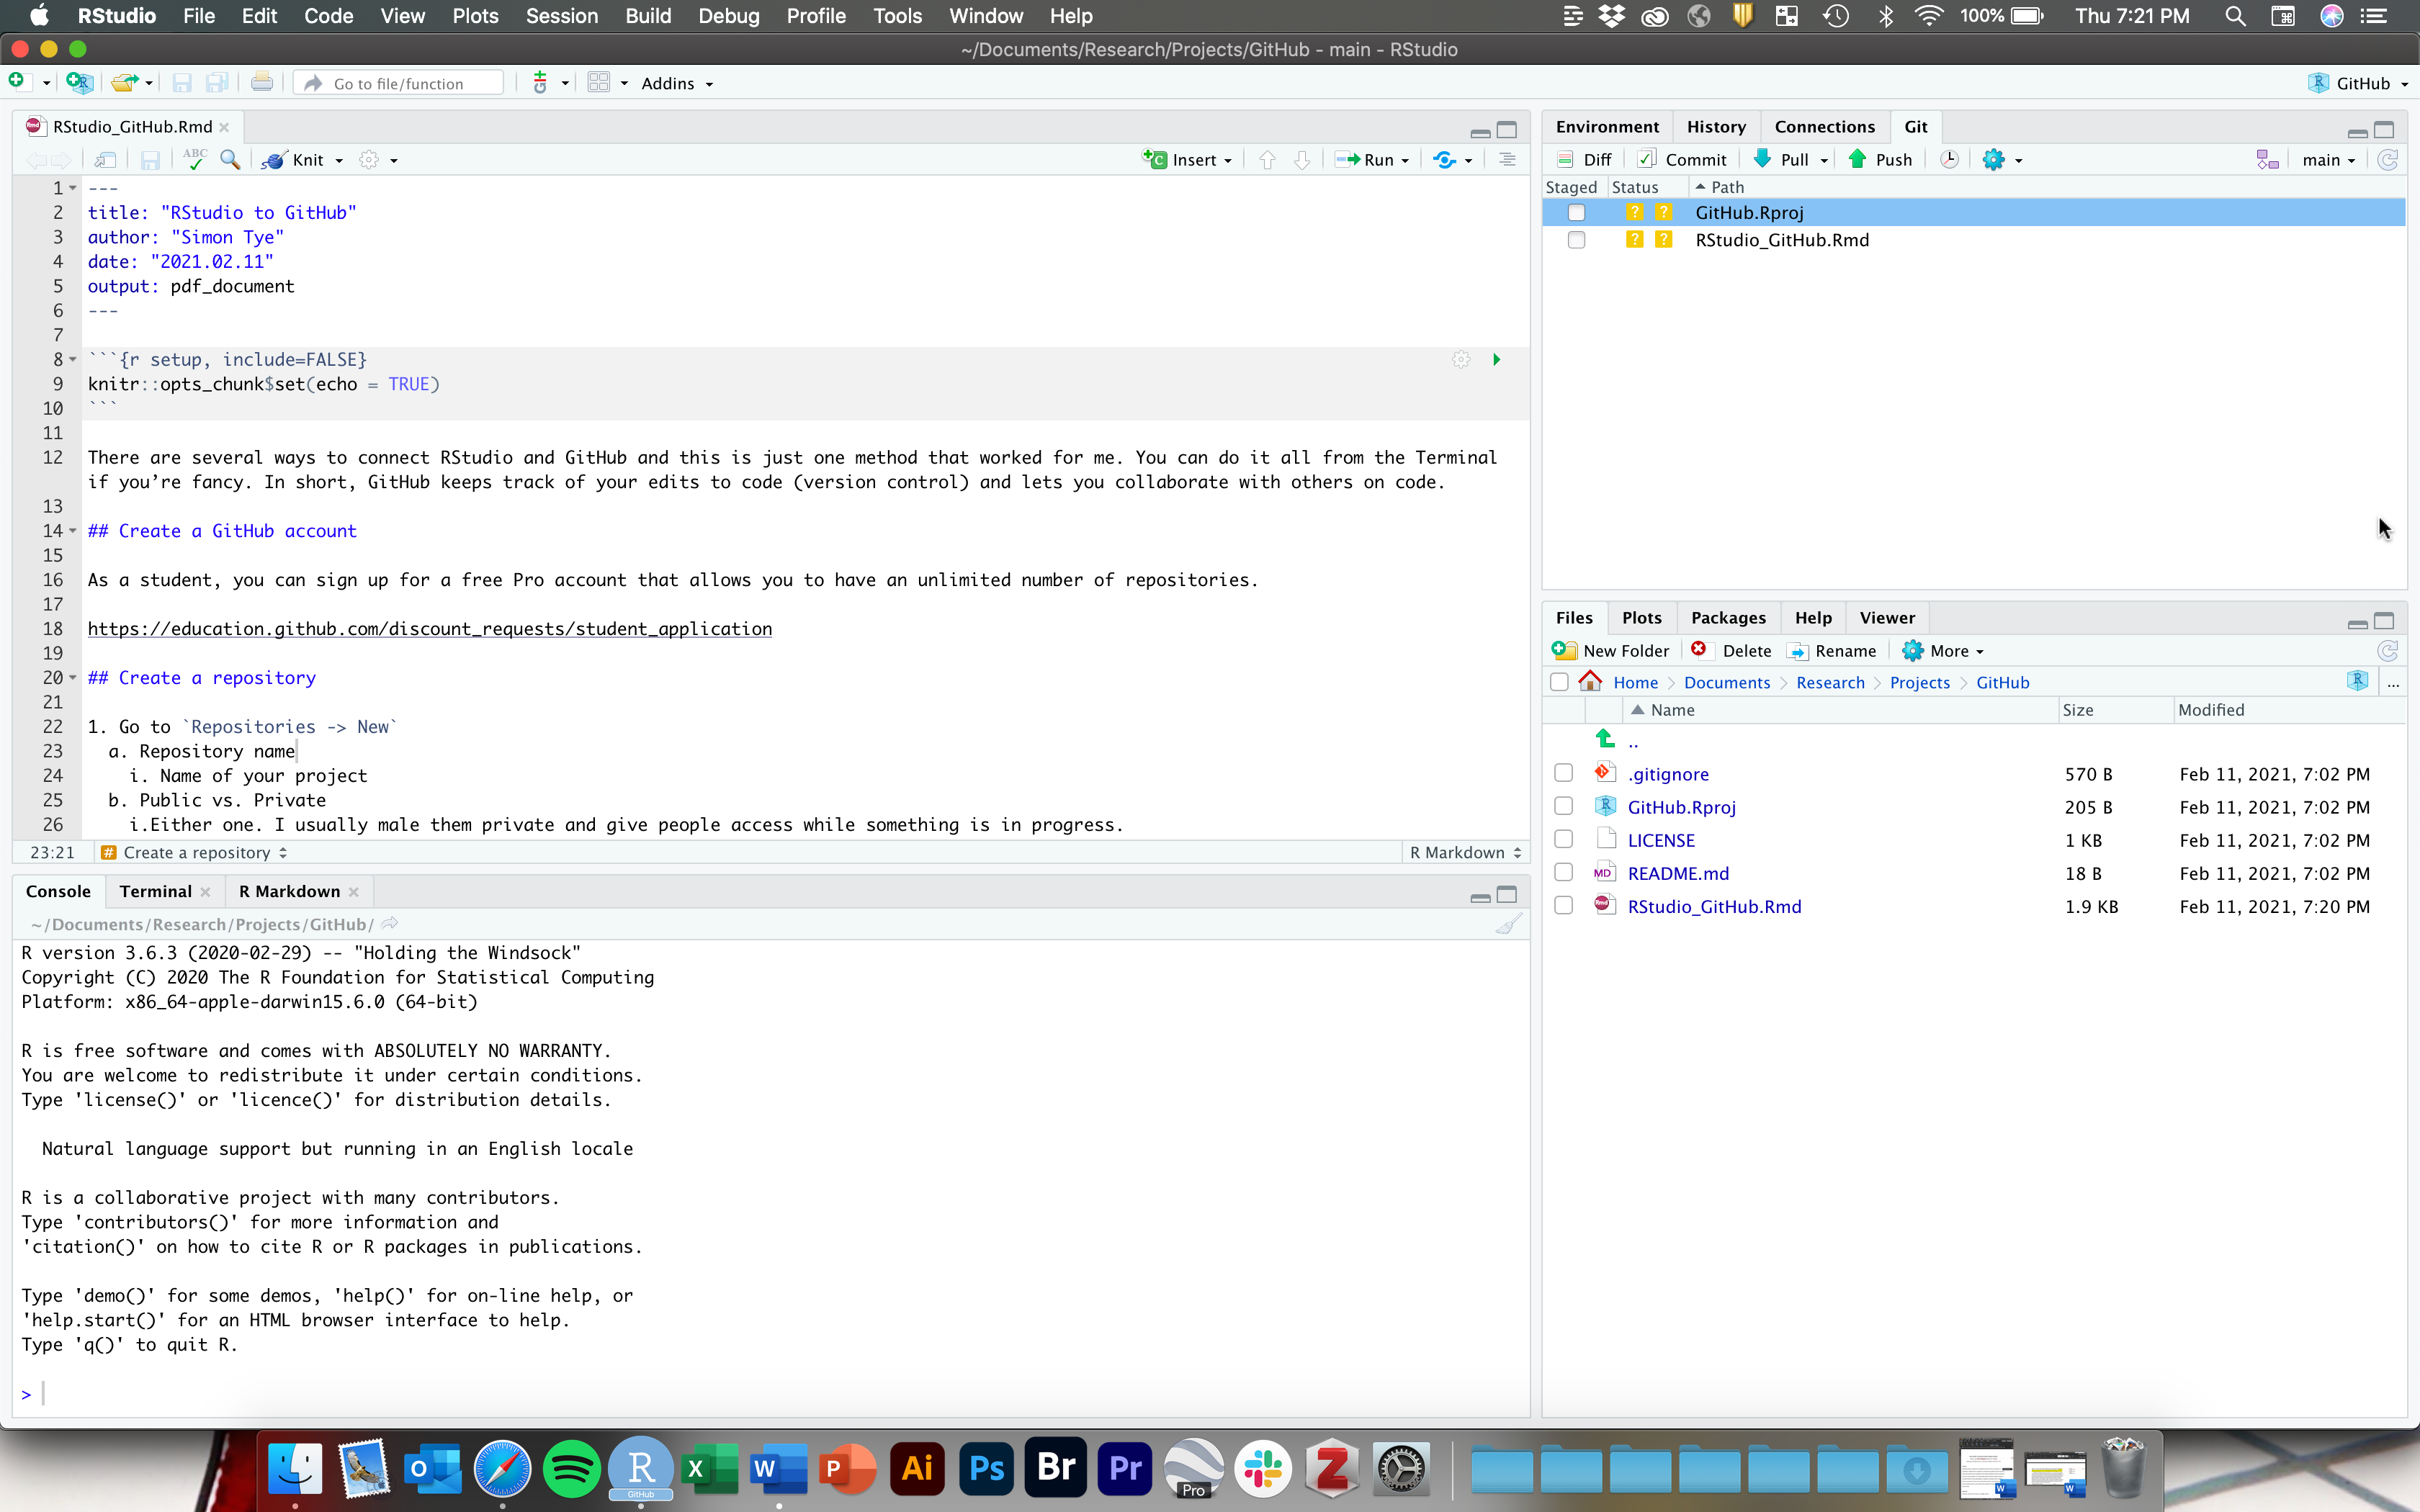 RStudio File Edit Code View Plots Session Build Debug Profile Tools Window Help 100% Thu 7:21 PM
~/Documents/Research/Projects/GitHub - main - RStudio
Go to file/function Addins GitHub
RStudio_GitHub.Rmd
ABC Knit Insert Run
1 ---
2 title: "RStudio to GitHub"
3 author: "Simon Tye"
4 date: "2021.02.11"
5 output: pdf_document
6 ---
7
8 ```{r setup, include=FALSE}
9 knitr::opts_chunk$set(echo = TRUE)
10 ```
11
12 There are several ways to connect RStudio and GitHub and this is just one method that worked for me. You can do it all from the Terminal
if you’re fancy. In short, GitHub keeps track of your edits to code (version control) and lets you collaborate with others on code.
13
14 ## Create a GitHub account
15
16 As a student, you can sign up for a free Pro account that allows you to have an unlimited number of repositories.
17
18 https://education.github.com/discount_requests/student_application
19
20 ## Create a repository
21
22 1. Go to `Repositories -> New`
23 a. Repository name
24 i. Name of your project
25 b. Public vs. Private
26 i.Either one. I usually male them private and give people access while something is in progress.
23:21 # Create a repository R Markdown
Console Terminal R Markdown
~/Documents/Research/Projects/GitHub/
R version 3.6.3 (2020-02-29) -- "Holding the Windsock"
Copyright (C) 2020 The R Foundation for Statistical Computing
Platform: x86_64-apple-darwin15.6.0 (64-bit)
R is free software and comes with ABSOLUTELY NO WARRANTY.
You are welcome to redistribute it under certain conditions.
Type 'license()' or 'licence()' for distribution details.
Natural language support but running in an English locale
R is a collaborative project with many contributors.
Type 'contributors()' for more information and
'citation()' on how to cite R or R packages in publications.
Type 'demo()' for some demos, 'help()' for on-line help, or
'help.start()' for an HTML browser interface to help.
Type 'q()' to quit R.
>
Environment History Connections Git
Diff Commit Pull Push main
Staged Status Path
? ? GitHub.Rproj
? ? RStudio_GitHub.Rmd
Files Plots Packages Help Viewer
New Folder Delete Rename More
Home Documents Research Projects GitHub R ...
Name Size Modified
..
.gitignore 570 B Feb 11, 2021, 7:02 PM
GitHub.Rproj 205 B Feb 11, 2021, 7:02 PM
LICENSE 1 KB Feb 11, 2021, 7:02 PM
MD README.md 18 B Feb 11, 2021, 7:02 PM
RStudio_GitHub.Rmd 1.9 KB Feb 11, 2021, 7:20 PM
O R GitHub X W P Ai Ps Br Pr Pro Z W W